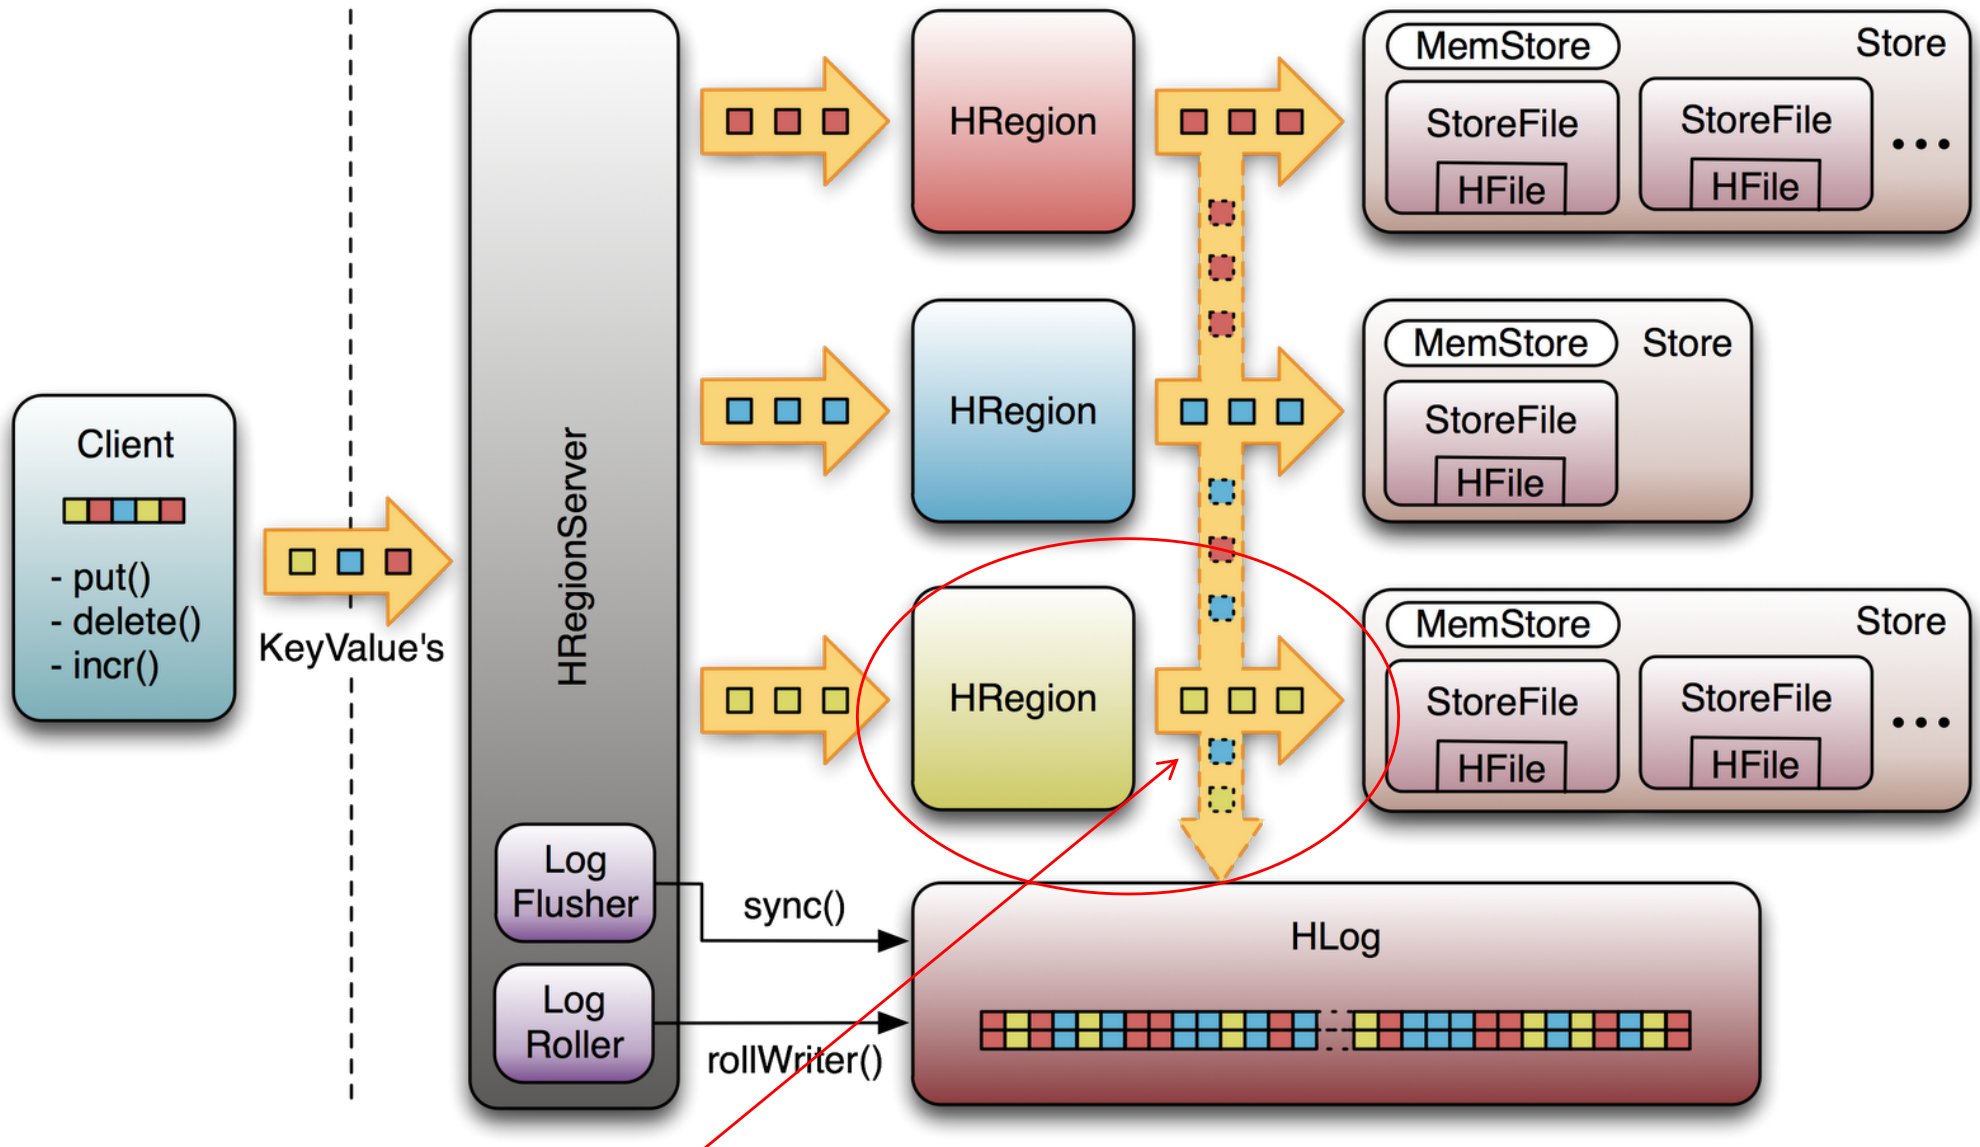 Client
- put()
- delete()
- incr()
KeyValue's
HRegionServer
Log
Flusher
Log
Roller
sync()
rollWriter()
HRegion
MemStore
Store
StoreFile
HFile
StoreFile
HFile
...
HRegion
MemStore
Store
StoreFile
HFile
HRegion
MemStore
Store
StoreFile
HFile
StoreFile
HFile
...
HLog